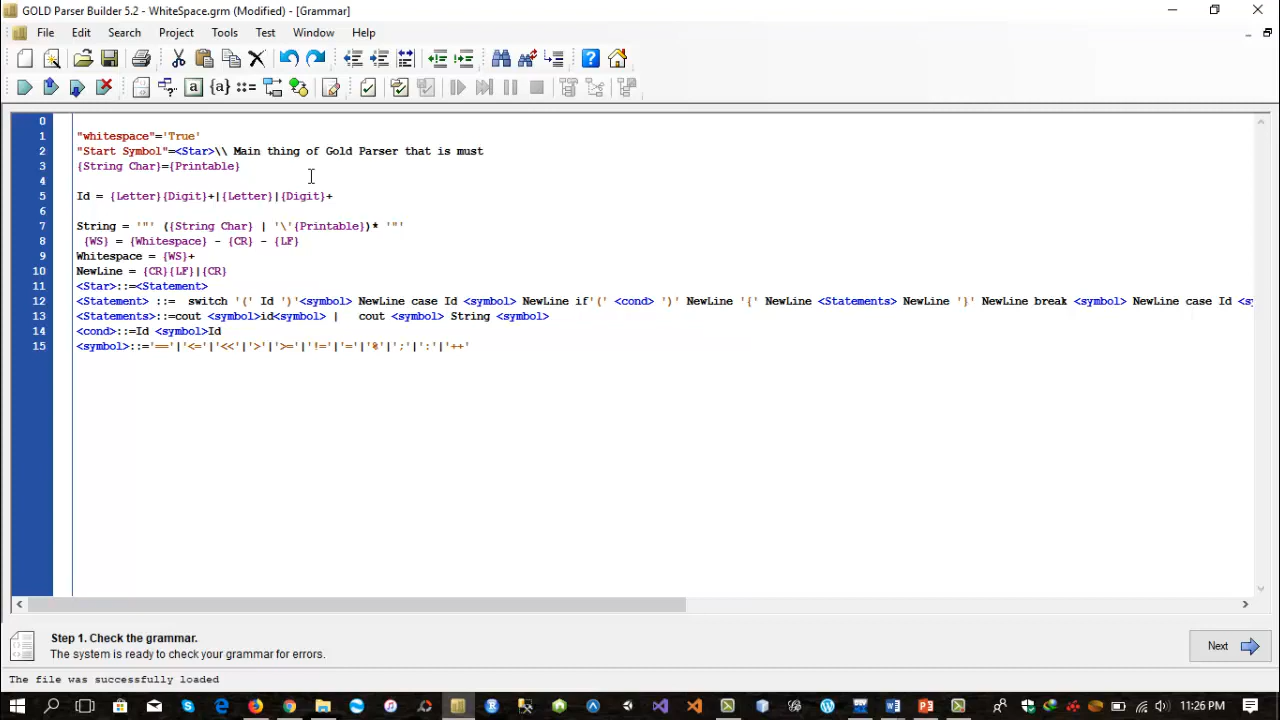 GOLD Parser Builder 5.2 - WhiteSpace.grm (Modified) - [Grammar]
File Edit Search Project Tools Test Window Help
0
1 "whitespace"='True'
2 "Start Symbol"=<Star>\\ Main thing of Gold Parser that is must
3 {String Char}={Printable}
4
5 Id = {Letter}{Digit}+|{Letter}|{Digit}+
6
7 String = '"' ({String Char} | '\'{Printable})* '"'
8 {WS} = {Whitespace} - {CR} - {LF}
9 Whitespace = {WS}+
10 NewLine = {CR}{LF}|{CR}
11 <Star>::=<Statement>
12 <Statement> ::= switch '(' Id ')'<symbol> NewLine case Id <symbol> NewLine if'(' <cond> ')' NewLine '{' NewLine <Statements> NewLine '}' NewLine break <symbol> NewLine case Id <sy
13 <Statements>::=cout <symbol>id<symbol> | cout <symbol> String <symbol>
14 <cond>::=Id <symbol>Id
15 <symbol>::='=='|'<='|'<<'|'>'|'>='|'!='|'='|'%'|';'|':'|'++'
Step 1. Check the grammar.
The system is ready to check your grammar for errors.
Next
The file was successfully loaded
11:26 PM